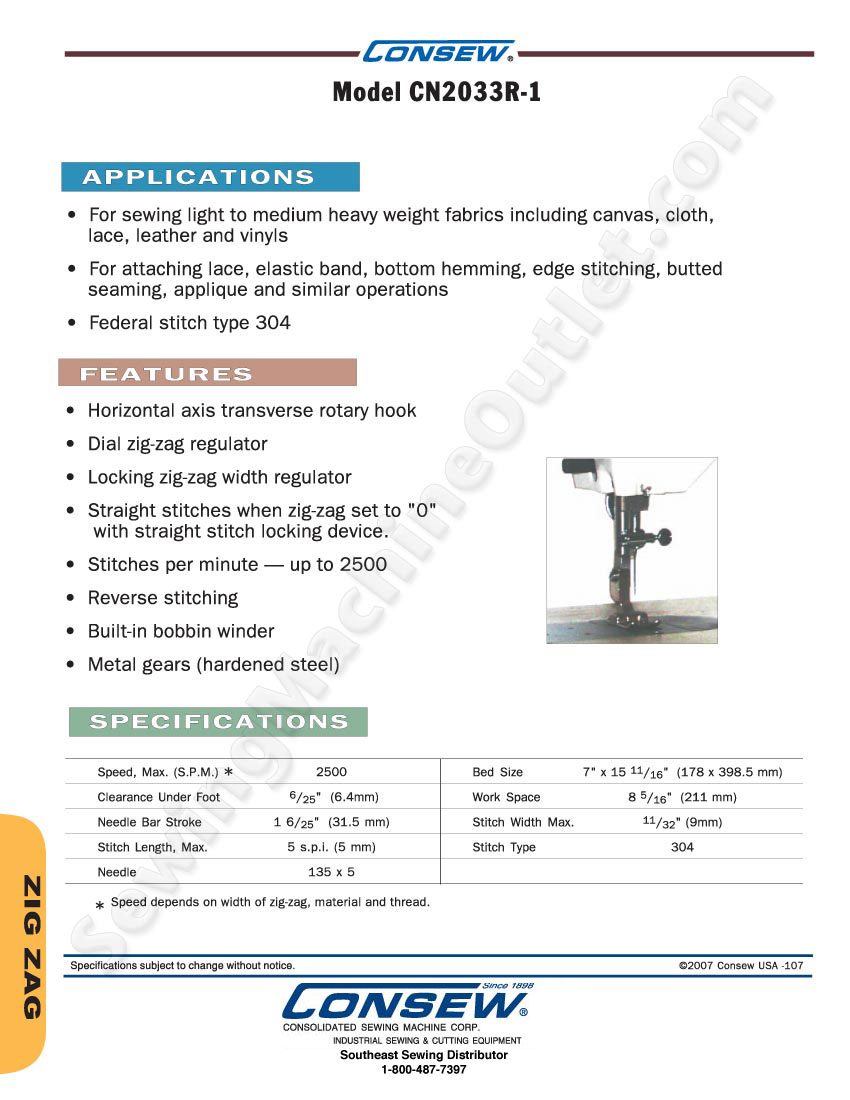 CONSEW®
Model CN2033R-1
APPLICATIONS
• For sewing light to medium heavy weight fabrics including canvas, cloth,
lace, leather and vinyls
• For attaching lace, elastic band, bottom hemming, edge stitching, butted
seaming, applique and similar operations
• Federal stitch type 304
FEATURES
• Horizontal axis transverse rotary hook
• Dial zig-zag regulator
• Locking zig-zag width regulator
• Straight stitches when zig-zag set to "0"
with straight stitch locking device.
• Stitches per minute — up to 2500
• Reverse stitching
• Built-in bobbin winder
• Metal gears (hardened steel)
SPECIFICATIONS
Speed, Max. (S.P.M.) * 2500 Bed Size 7" x 15 11/16" (178 x 398.5 mm)
Clearance Under Foot 6/25" (6.4mm) Work Space 8 5/16" (211 mm)
Needle Bar Stroke 1 6/25" (31.5 mm) Stitch Width Max. 11/32" (9mm)
Stitch Length, Max. 5 s.p.i. (5 mm) Stitch Type 304
Needle 135 x 5
* Speed depends on width of zig-zag, material and thread.
ZIG ZAG
Specifications subject to change without notice. ©2007 Consew USA -107
Since 1898
CONSEW®
CONSOLIDATED SEWING MACHINE CORP.
INDUSTRIAL SEWING & CUTTING EQUIPMENT
Southeast Sewing Distributor
1-800-487-7397
SewingMachineOutlet.com